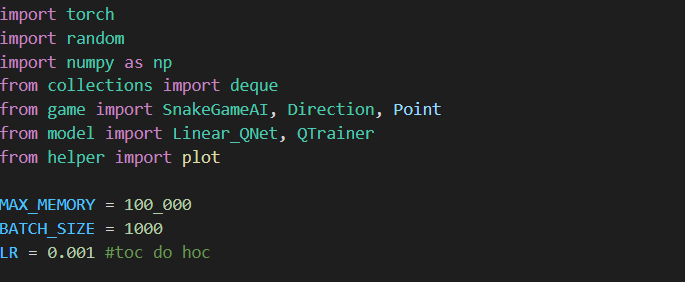 import torch
import random
import numpy as np
from collections import deque
from game import SnakeGameAI, Direction, Point
from model import Linear_QNet, QTrainer
from helper import plot
MAX_MEMORY = 100_000
BATCH_SIZE = 1000
LR = 0.001 #toc do hoc